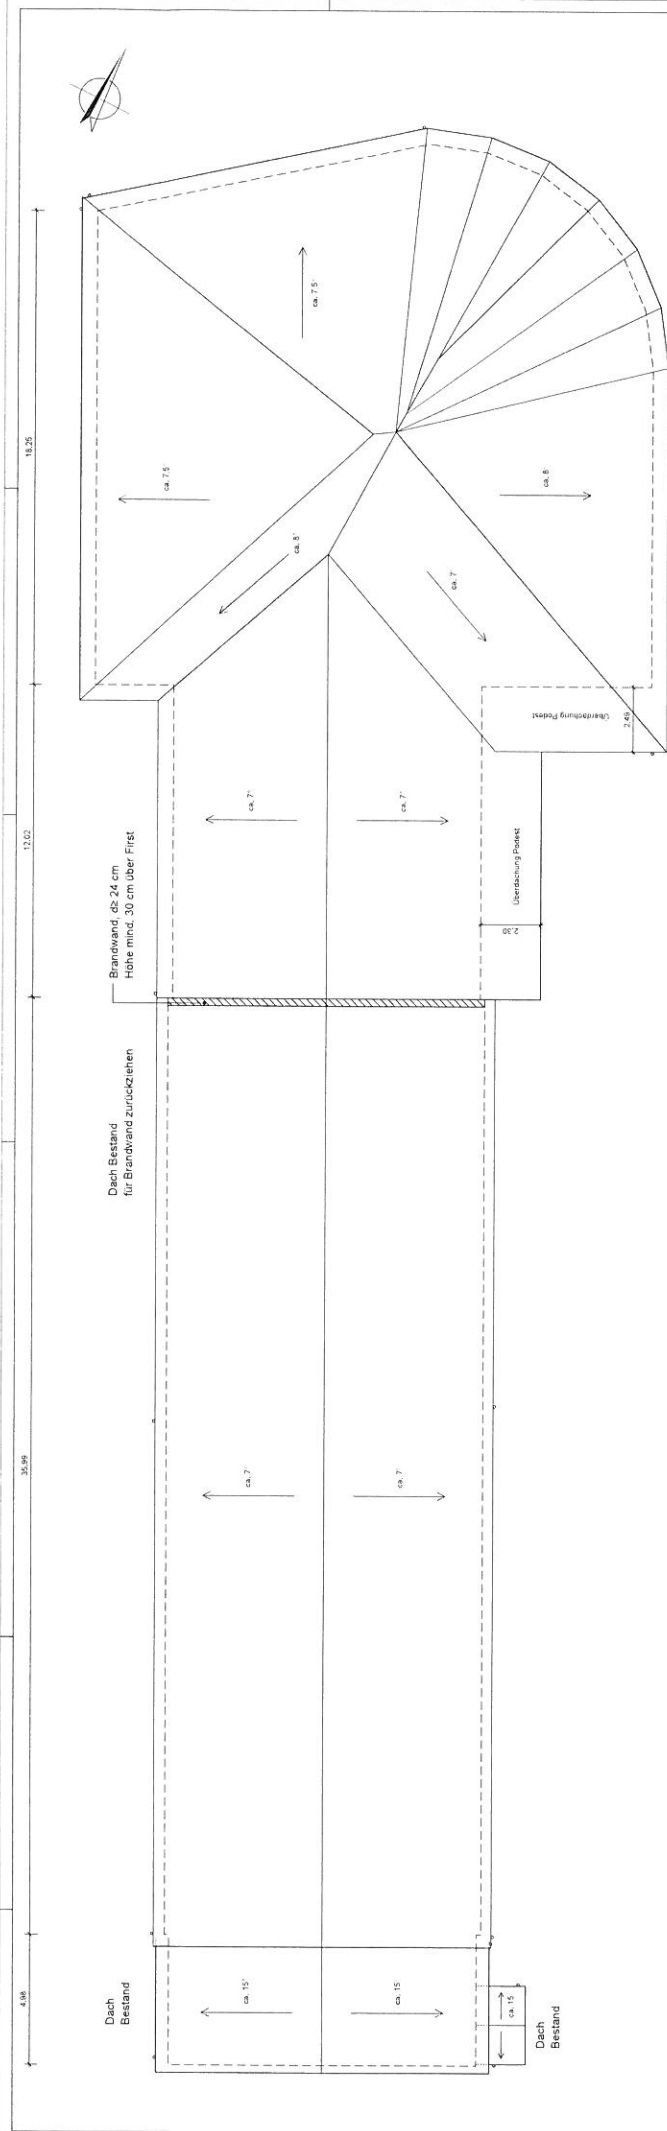 18.25
12.02
35.99
4.98
ca. 7.5°
ca. 7.5
ca. 8°
ca. 8
ca. 7
Überdachung Podest
2.46
ca. 7°
ca. 7°
Überdachung Podest
2.30
Brandwand, d≥ 24 cm
Höhe mind. 30 cm über First
Dach Bestand
für Brandwand zurückziehen
ca. 7°
ca. 7°
Dach
Bestand
ca. 15°
ca. 15
ca. 15
Dach
Bestand